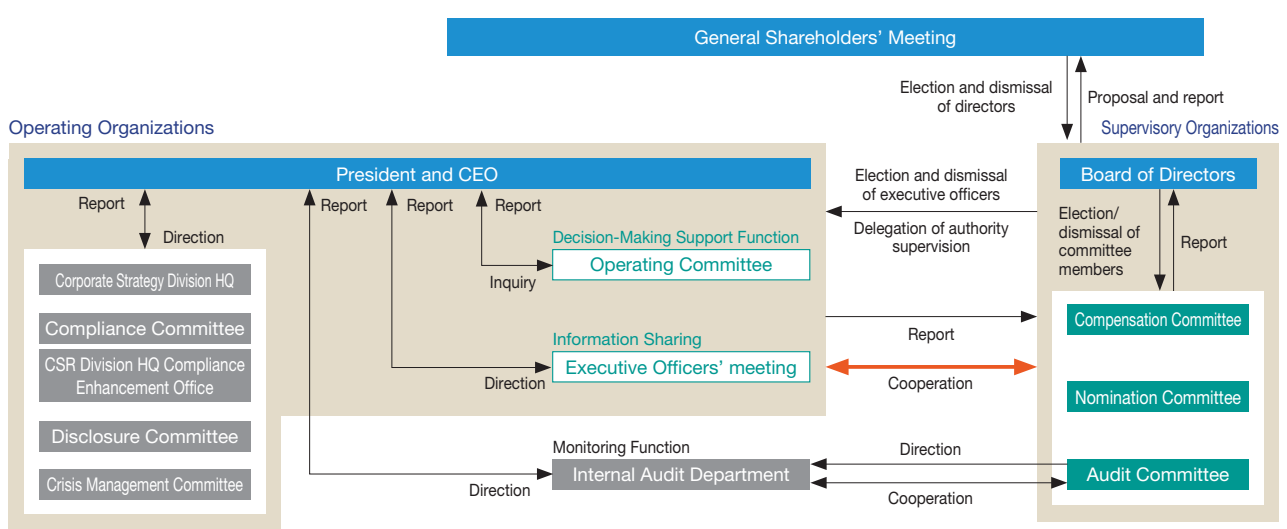 General Shareholders’ Meeting
Election and dismissal
of directors
Proposal and report
Operating Organizations
Supervisory Organizations
President and CEO
Election and dismissal
of executive officers
Board of Directors
Report
Direction
Report
Report
Report
Delegation of authority
supervision
Election/
dismissal of
committee
members
Report
Decision-Making Support Function
Operating Committee
Inquiry
Corporate Strategy Division HQ
Compliance Committee
CSR Division HQ Compliance
Enhancement Office
Disclosure Committee
Crisis Management Committee
Information Sharing
Executive Officers’ meeting
Direction
Report
Cooperation
Compensation Committee
Nomination Committee
Audit Committee
Monitoring Function
Internal Audit Department
Direction
Direction
Cooperation